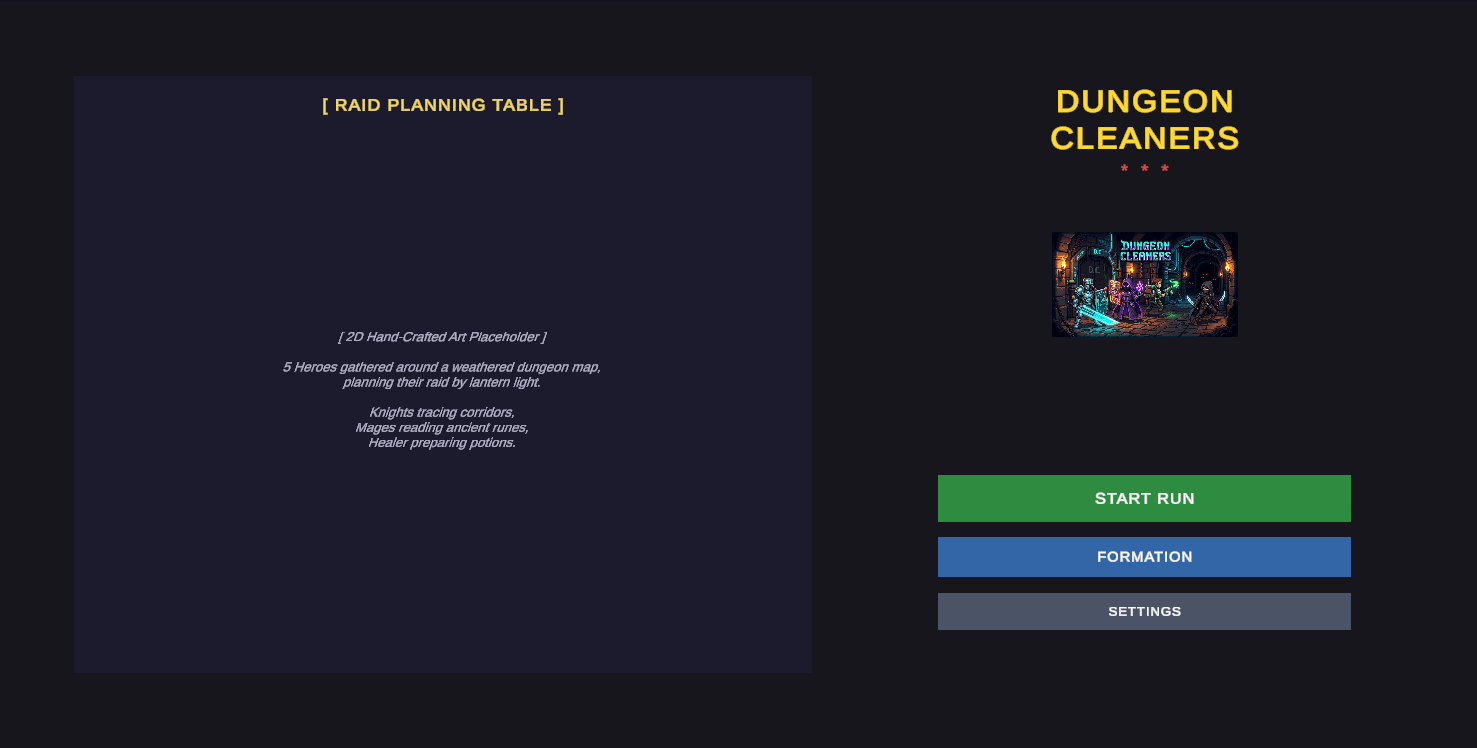 [ RAID PLANNING TABLE ]
[ 2D Hand-Crafted Art Placeholder ]
5 Heroes gathered around a weathered dungeon map,
planning their raid by lantern light.
Knights tracing corridors,
Mages reading ancient runes,
Healer preparing potions.
DUNGEON
CLEANERS
* * *
DUNGEON
CLEANERS
D.C.
START RUN
FORMATION
SETTINGS